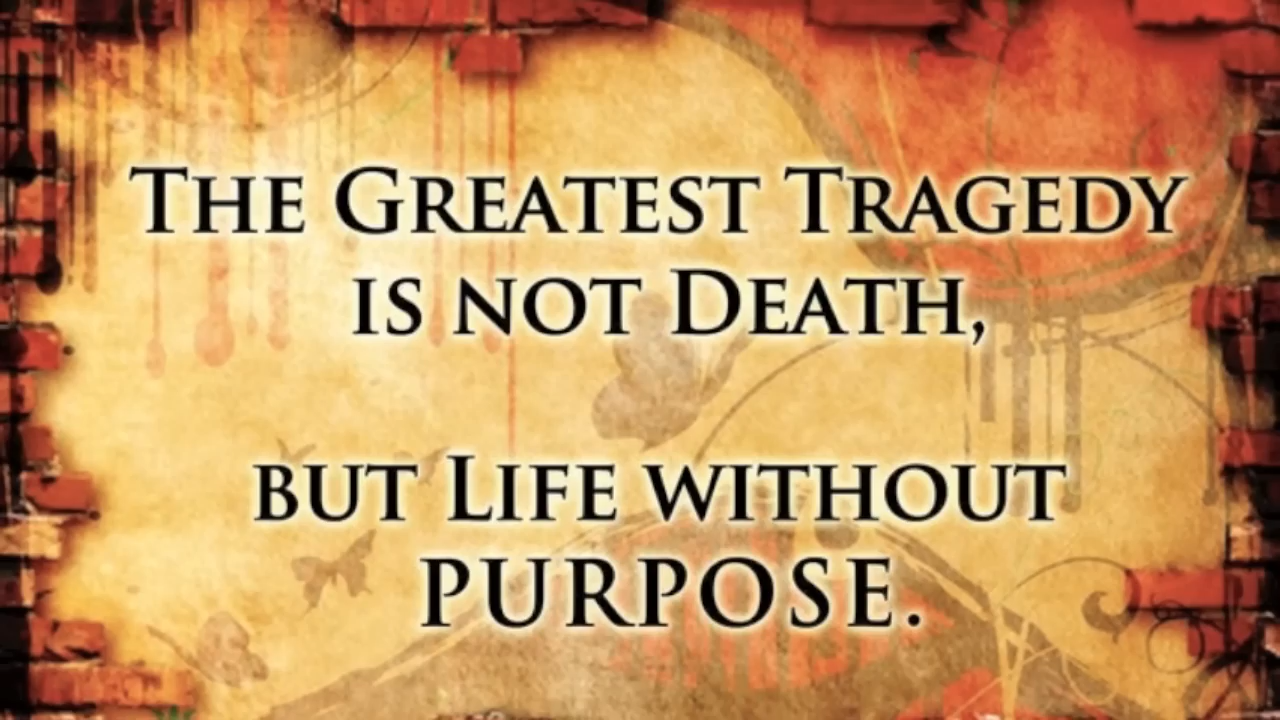 The Greatest Tragedy
is not Death,
but Life without
purpose.